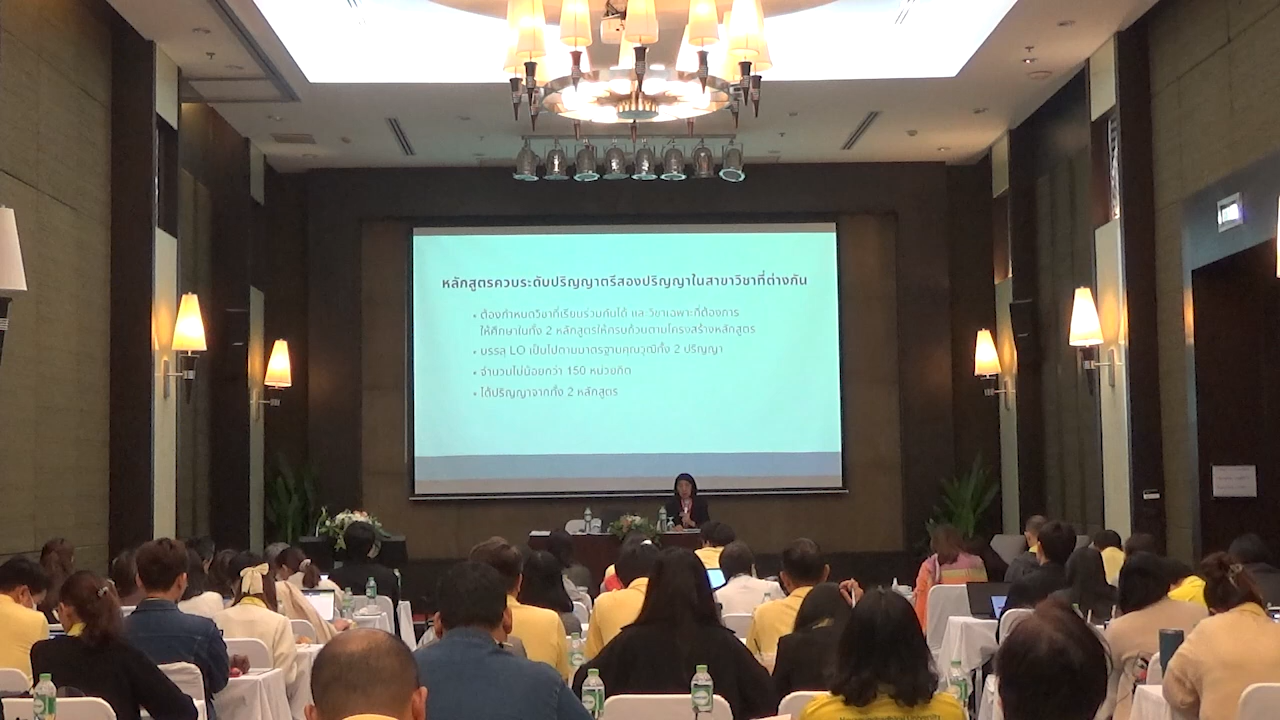 หลักสูตรควบระดับปริญญาตรีสองปริญญาในสาขาวิชาที่ต่างกัน
• ต้องกำหนดวิชาที่เรียนร่วมกันได้ และวิชาเฉพาะที่ต้องการ
ให้ศึกษาในทั้ง 2 หลักสูตรให้ครบถ้วนตามโครงสร้างหลักสูตร
• บรรลุ LO เป็นไปตามมาตรฐานคุณวุฒิทั้ง 2 ปริญญา
• จำนวนไม่น้อยกว่า 150 หน่วยกิต
• ได้ปริญญาจากทั้ง 2 หลักสูตร